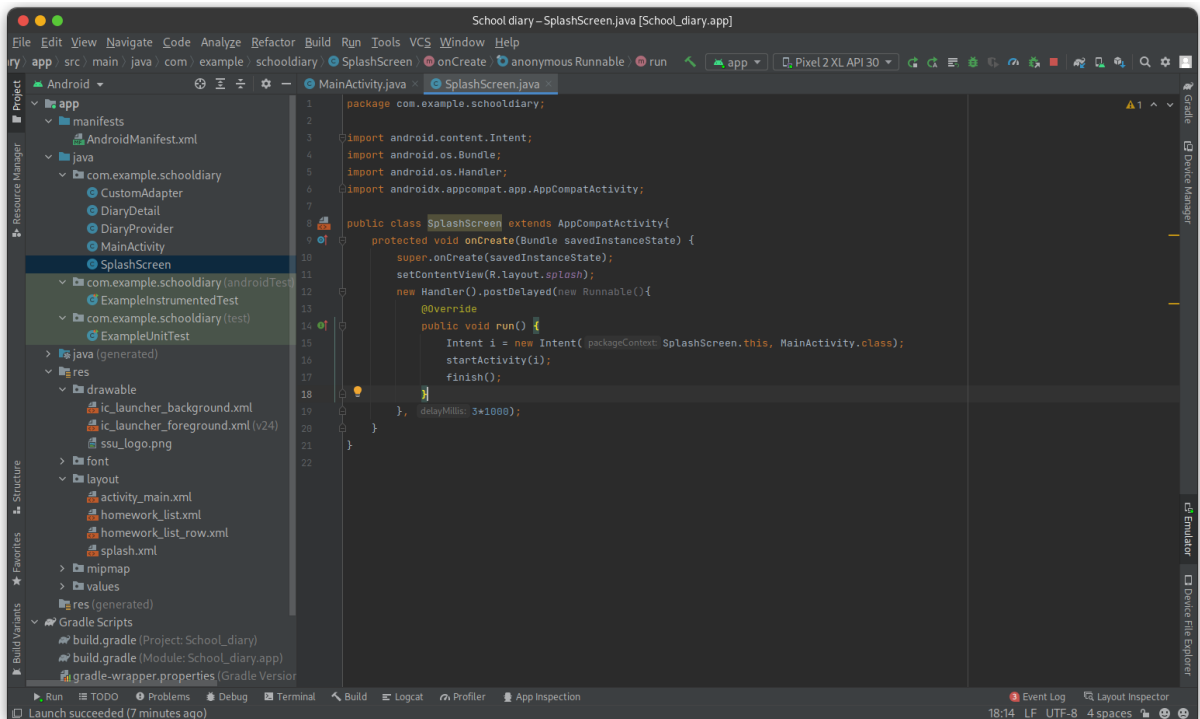 School diary – SplashScreen.java [School_diary.app]
File Edit View Navigate Code Analyze Refactor Build Run Tools VCS Window Help
ry app src main java com example schooldiary SplashScreen onCreate anonymous Runnable run app Pixel 2 XL API 30
Android
MainActivity.java SplashScreen.java
Project
Resource Manager
Structure
Favorites
Build Variants
app
manifests
AndroidManifest.xml
java
com.example.schooldiary
CustomAdapter
DiaryDetail
DiaryProvider
MainActivity
SplashScreen
com.example.schooldiary (androidTest
ExampleInstrumentedTest
com.example.schooldiary (test)
ExampleUnitTest
java (generated)
res
drawable
ic_launcher_background.xml
ic_launcher_foreground.xml (v24)
ssu_logo.png
font
layout
activity_main.xml
homework_list.xml
homework_list_row.xml
splash.xml
mipmap
values
res (generated)
Gradle Scripts
build.gradle (Project: School_diary)
build.gradle (Module: School_diary.app)
gradle-wrapper.properties (Gradle Version
1 package com.example.schooldiary;
2
3 import android.content.Intent;
4 import android.os.Bundle;
5 import android.os.Handler;
6 import androidx.appcompat.app.AppCompatActivity;
7
8 public class SplashScreen extends AppCompatActivity{
9 protected void onCreate(Bundle savedInstanceState) {
10 super.onCreate(savedInstanceState);
11 setContentView(R.layout.splash);
12 new Handler().postDelayed(new Runnable(){
13 @Override
14 public void run() {
15 Intent i = new Intent( packageContext: SplashScreen.this, MainActivity.class);
16 startActivity(i);
17 finish();
18 }
19 }, delayMillis: 3*1000);
20 }
21 }
22
1
Gradle
Device Manager
Emulator
Device File Explorer
Run TODO Problems Debug Terminal Build Logcat Profiler App Inspection 3 Event Log Layout Inspector
Launch succeeded (7 minutes ago) 18:14 LF UTF-8 4 spaces